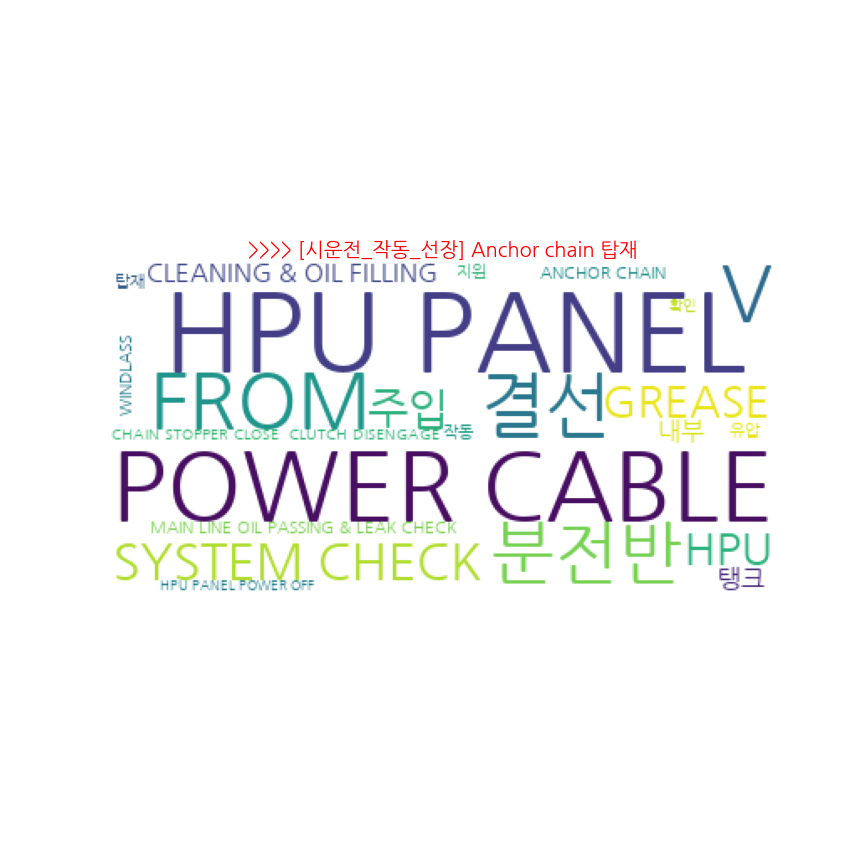 >>>> [시운전_작동_선장] Anchor chain 탑재
탑재 CLEANING & OIL FILLING 지원 ANCHOR CHAIN V
HPU PANEL 확인
WINDLASS
FROM 주입 결선 GREASE
CHAIN STOPPER CLOSE CLUTCH DISENGAGE 작동 내부 유압
POWER CABLE
MAIN LINE OIL PASSING & LEAK CHECK
SYSTEM CHECK 분전반 HPU
HPU PANEL POWER OFF 탱크